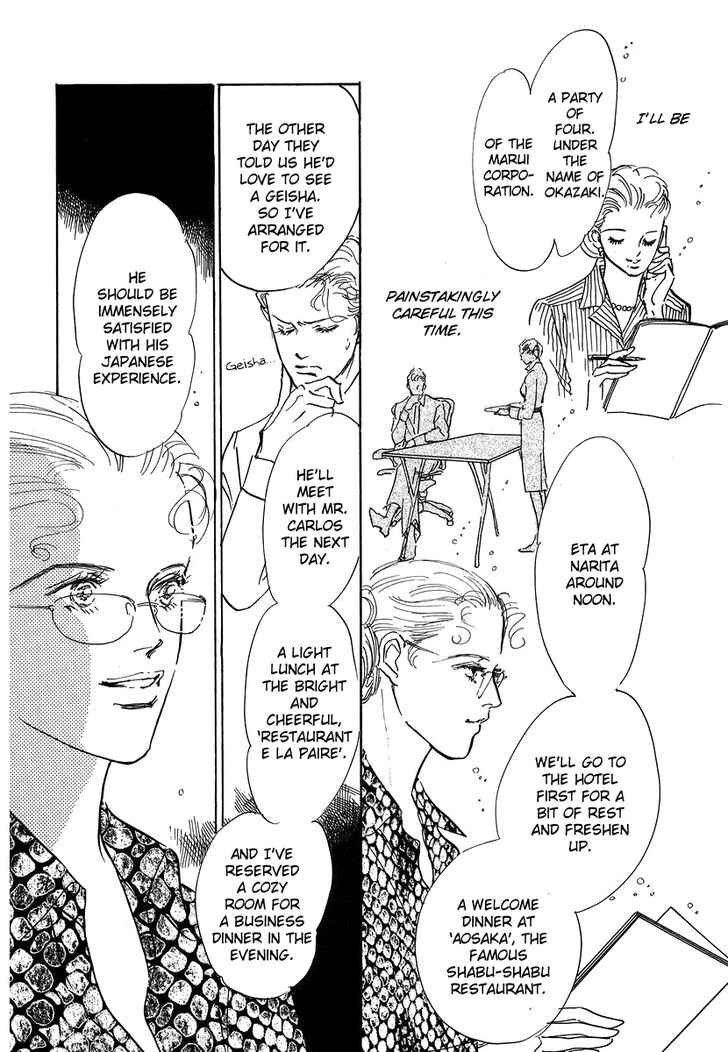 I'LL BE
A PARTY
OF
FOUR.
UNDER
THE
NAME OF
OKAZAKI.
OF THE
MARUI
CORPO-
RATION.
PAINSTAKINGLY
CAREFUL THIS
TIME.
ETA AT
NARITA
AROUND
NOON.
WE'LL GO TO
THE HOTEL
FIRST FOR A
BIT OF REST
AND FRESHEN
UP.
A WELCOME
DINNER AT
'AOSAKA', THE
FAMOUS
SHABU-SHABU
RESTAURANT.
THE OTHER
DAY THEY
TOLD US HE'D
LOVE TO SEE
A GEISHA.
SO I'VE
ARRANGED
FOR IT.
Geisha...
HE'LL
MEET
WITH MR.
CARLOS
THE NEXT
DAY.
A LIGHT
LUNCH AT
THE BRIGHT
AND
CHEERFUL,
'RESTAURANT
E LA PAIRE'.
AND I'VE
RESERVED
A COZY
ROOM FOR
A BUSINESS
DINNER IN THE
EVENING.
HE
SHOULD BE
IMMENSELY
SATISFIED
WITH HIS
JAPANESE
EXPERIENCE.